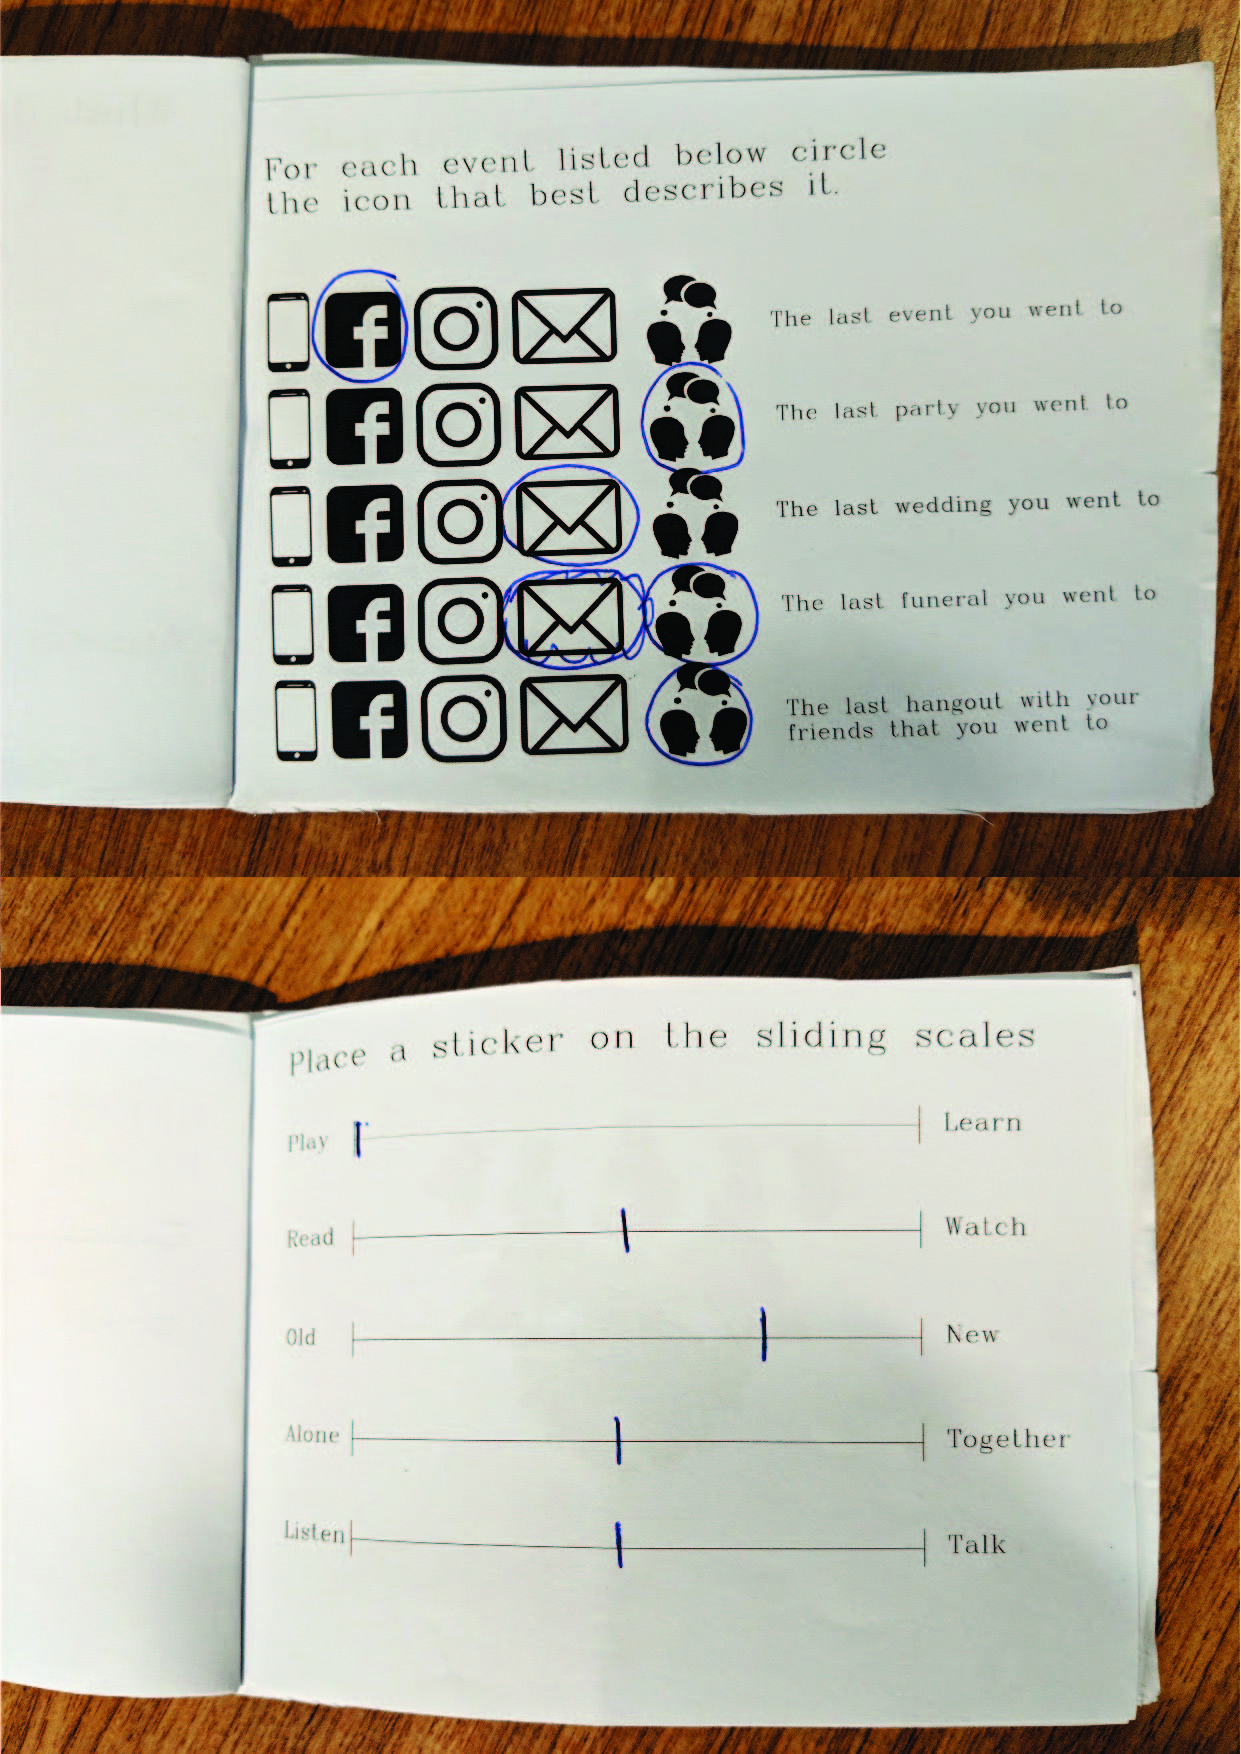 For each event listed below circle
the icon that best describes it.
The last event you went to
The last party you went to
The last wedding you went to
The last funeral you went to
The last hangout with your
friends that you went to
Place a sticker on the sliding scales
Play Learn
Read Watch
Old New
Alone Together
Listen Talk